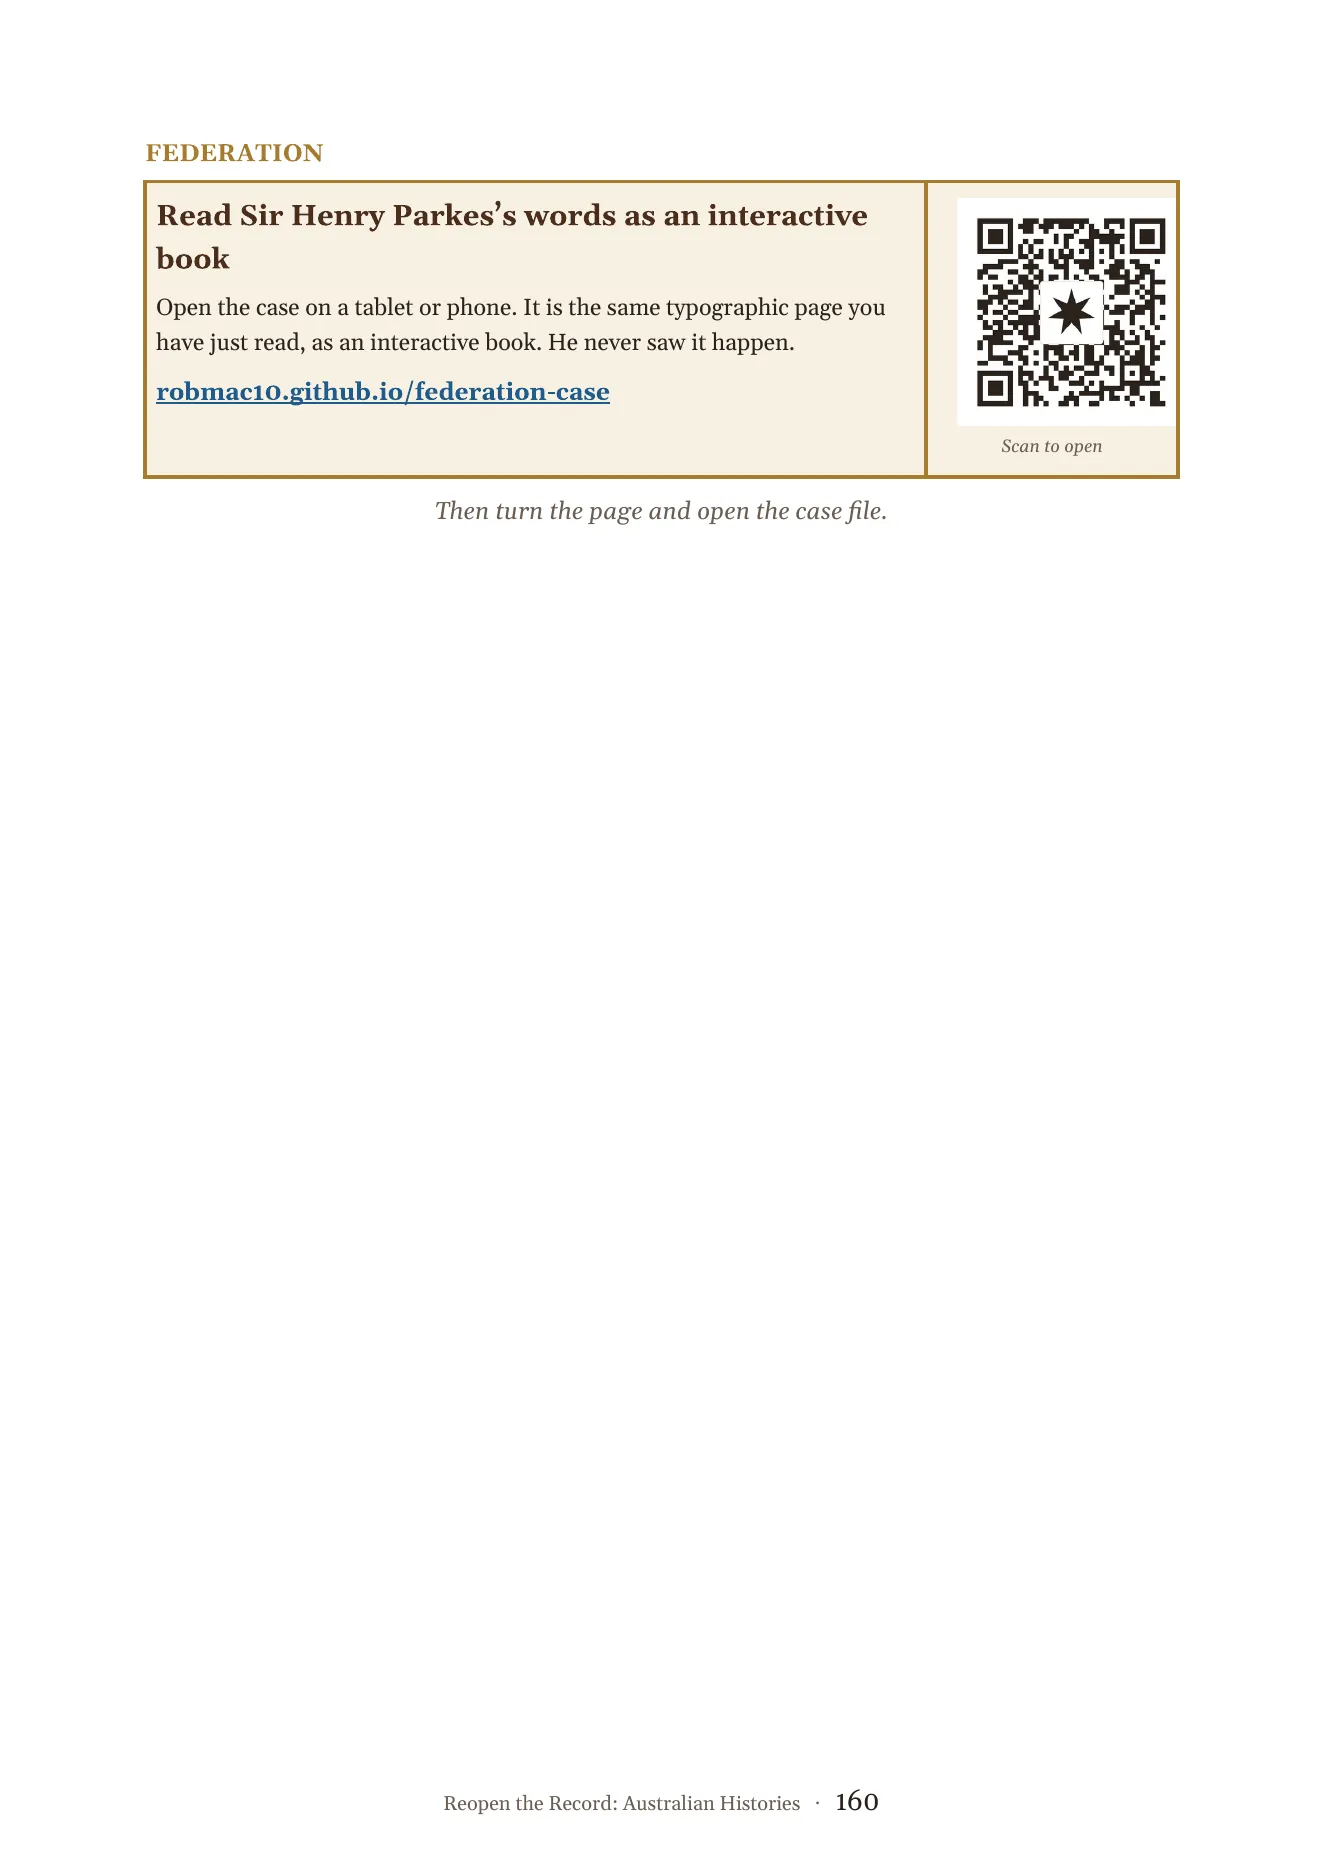 FEDERATION
Read Sir Henry Parkes’s words as an interactive
book
Open the case on a tablet or phone. It is the same typographic page you
have just read, as an interactive book. He never saw it happen.
robmac10.github.io/federation-case
Scan to open
Then turn the page and open the case file.
Reopen the Record: Australian Histories · 160